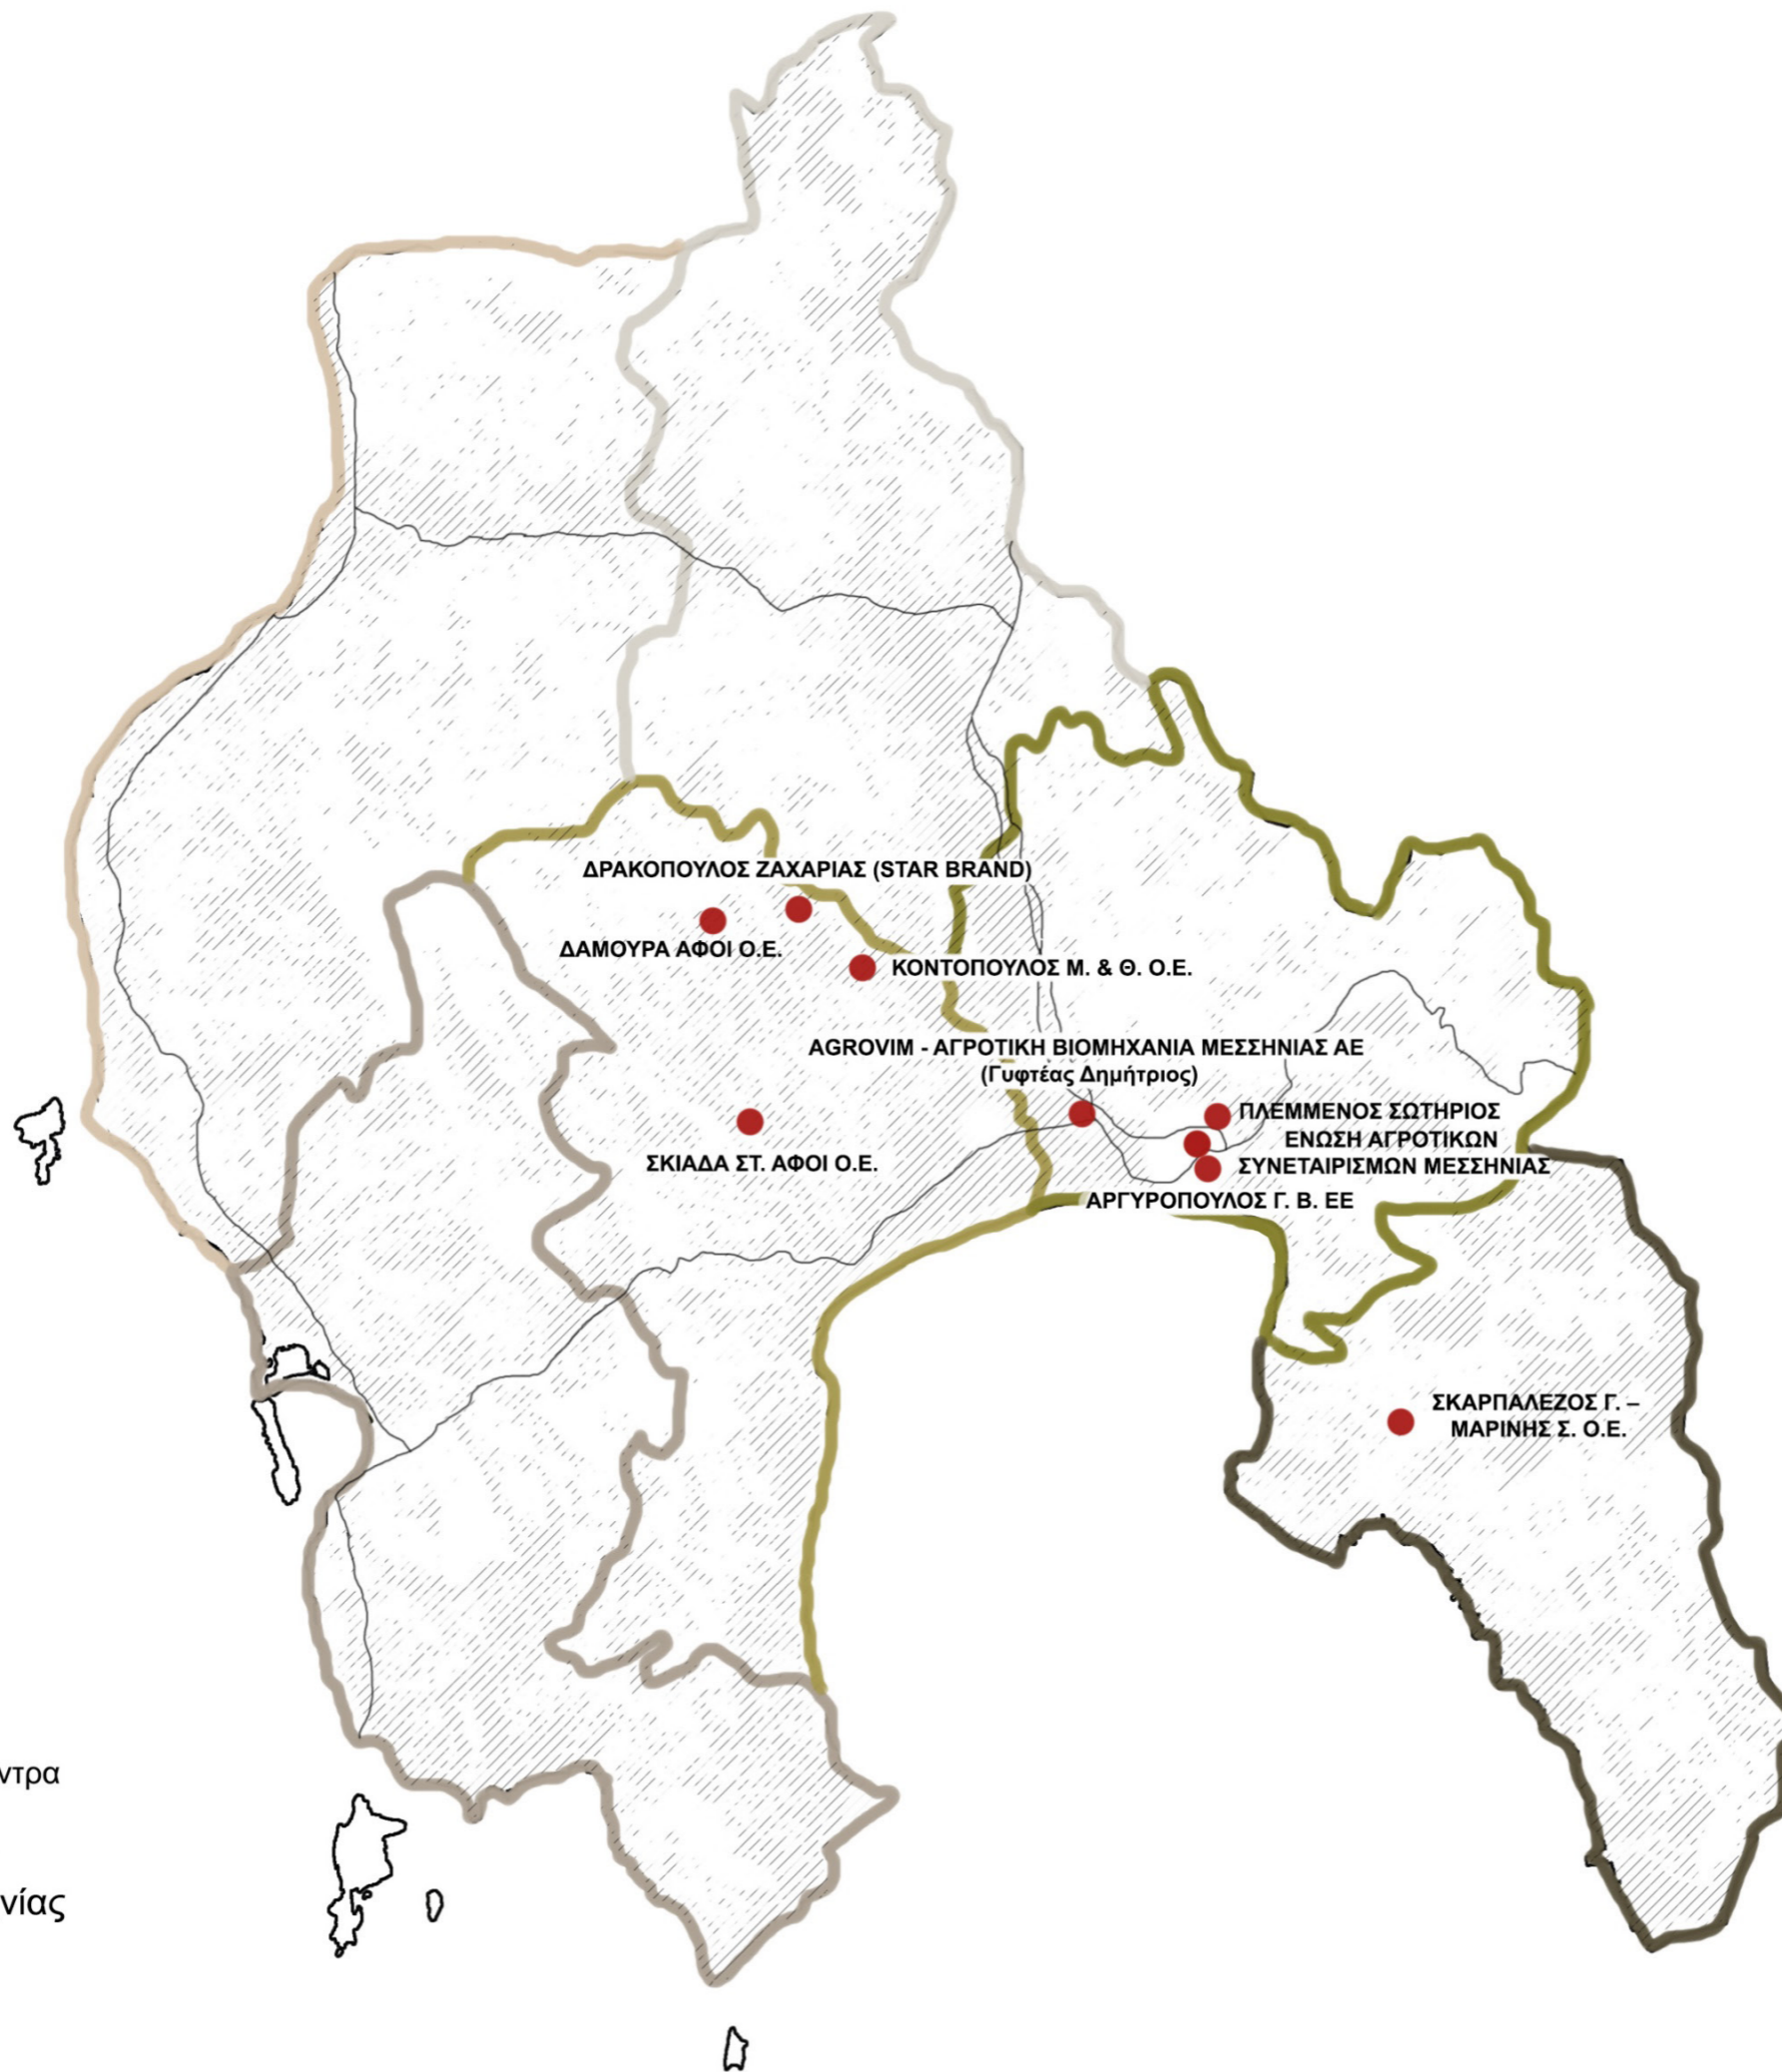 ΔΡΑΚΟΠΟΥΛΟΣ ΖΑΧΑΡΙΑΣ (STAR BRAND)
ΔΑΜΟΥΡΑ ΑΦΟΙ Ο.Ε.
ΚΟΝΤΟΠΟΥΛΟΣ Μ. & Θ. Ο.Ε.
AGROVIM - ΑΓΡΟΤΙΚΗ ΒΙΟΜΗΧΑΝΙΑ ΜΕΣΣΗΝΙΑΣ ΑΕ
(Γυφτέας Δημήτριος)
ΠΛΕΜΜΕΝΟΣ ΣΩΤΗΡΙΟΣ
ΕΝΩΣΗ ΑΓΡΟΤΙΚΩΝ
ΣΥΝΕΤΑΙΡΙΣΜΩΝ ΜΕΣΣΗΝΙΑΣ
ΣΚΙΑΔΑ ΣΤ. ΑΦΟΙ Ο.Ε.
ΑΡΓΥΡΟΠΟΥΛΟΣ Γ. Β. ΕΕ
ΣΚΑΡΠΑΛΕΖΟΣ Γ. –
ΜΑΡΙΝΗΣ Σ. Ο.Ε.
ντρα
νίας